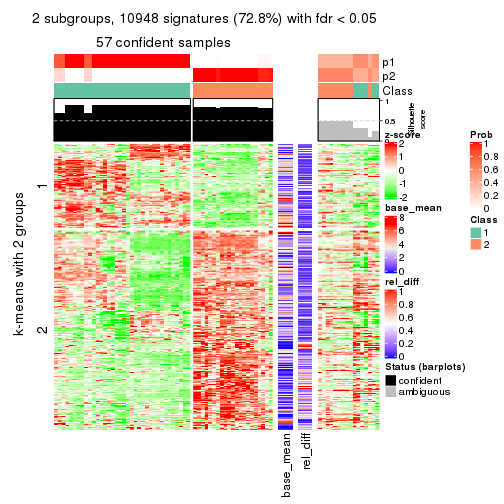 2 subgroups, 10948 signatures (72.8%) with fdr < 0.05
57 confident samples
p1
p2
Class
1
0.5
0
Silhouette
score
k-means with 2 groups
1
2
base_mean
rel_diff
z-score
2
1
0
-1
-2
base_mean
8
6
4
2
0
rel_diff
1
0.8
0.6
0.4
0.2
0
Status (barplots)
confident
ambiguous
Prob
1
0.8
0.6
0.4
0.2
0
Class
1
2